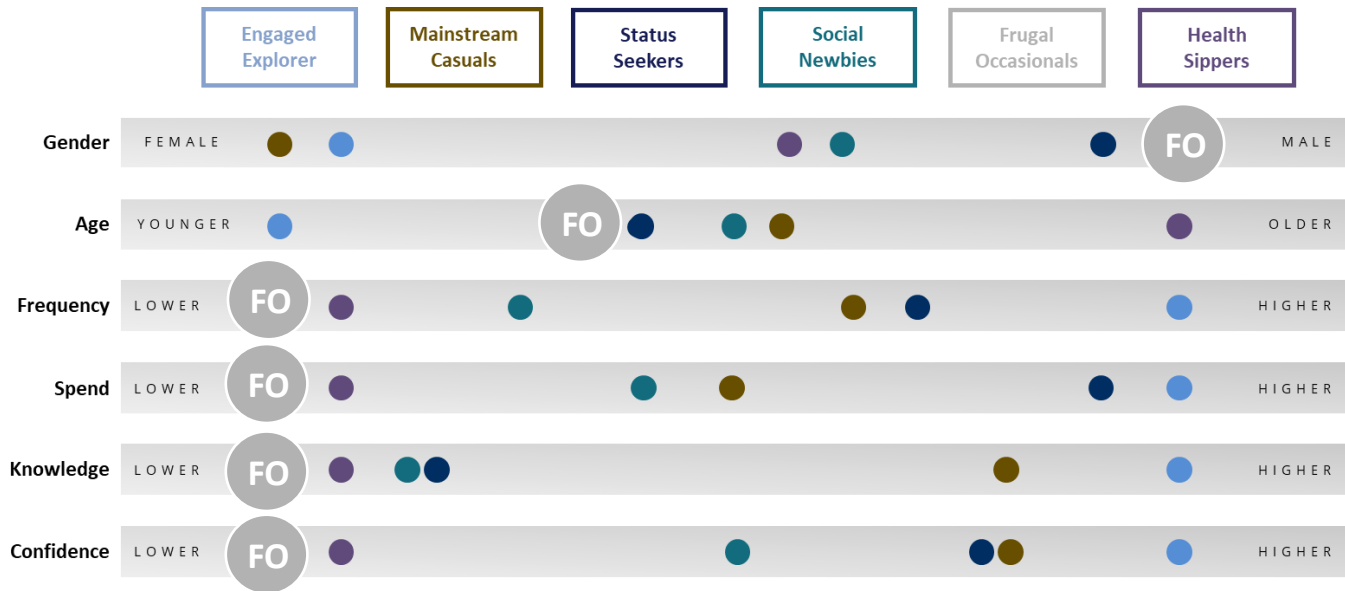 Engaged
Explorer
Mainstream
Casuals
Status
Seekers
Social
Newbies
Frugal
Occasionals
Health
Sippers
Gender
FEMALE
FO
MALE
Age
YOUNGER
FO
OLDER
Frequency
LOWER
FO
HIGHER
Spend
LOWER
FO
HIGHER
Knowledge
LOWER
FO
HIGHER
Confidence
LOWER
FO
HIGHER